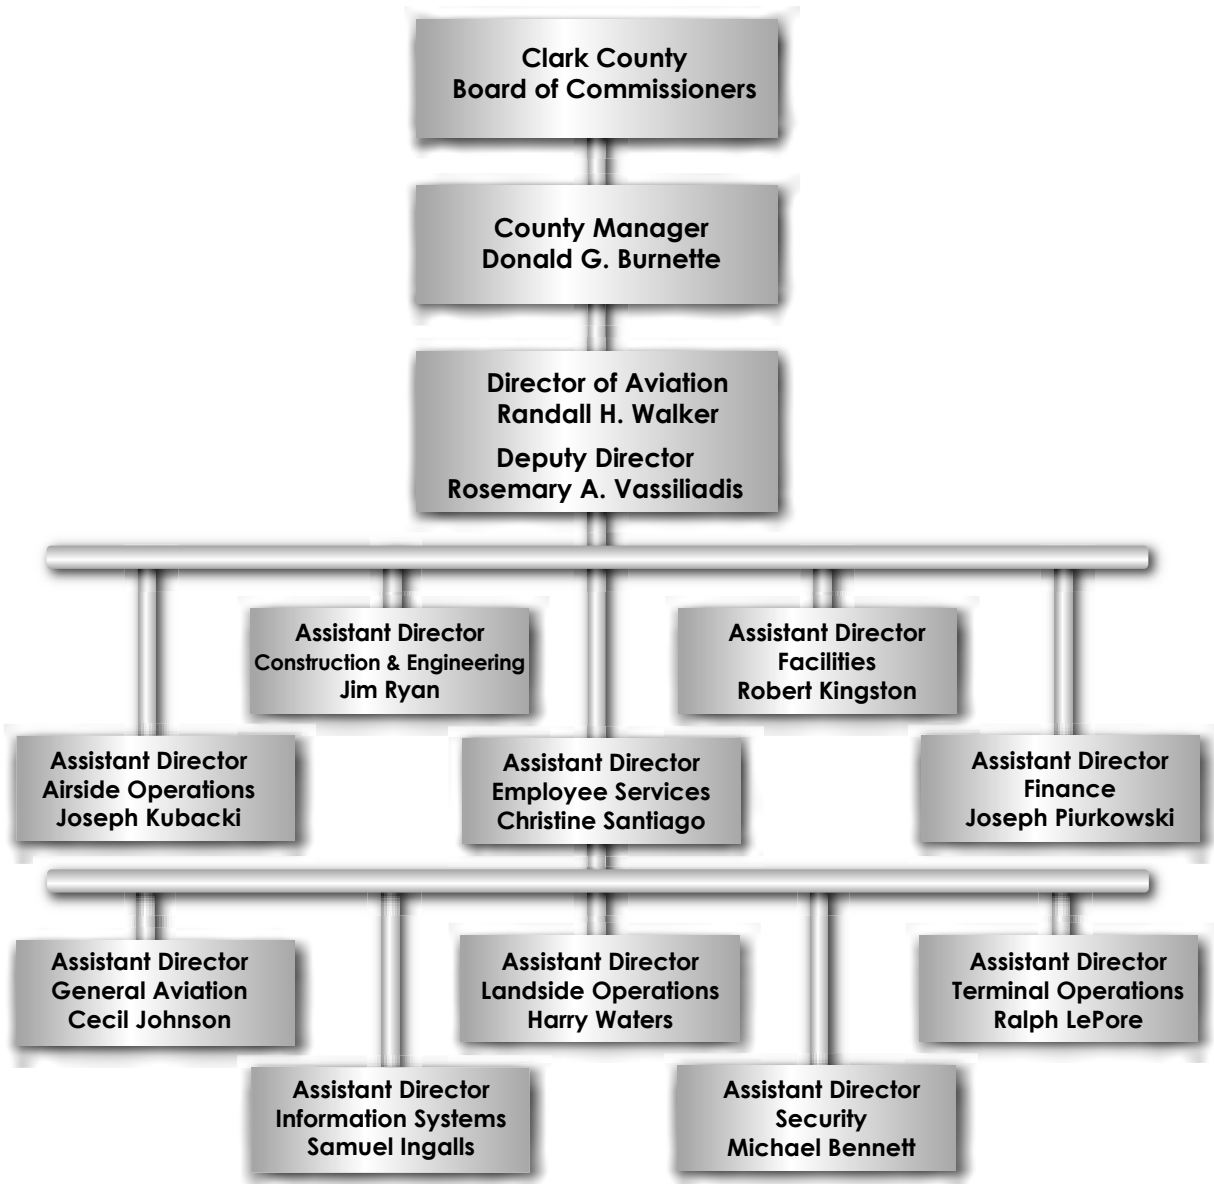 Clark County
Board of Commissioners
County Manager
Donald G. Burnette
Director of Aviation
Randall H. Walker
Deputy Director
Rosemary A. Vassiliadis
Assistant Director
Construction & Engineering
Jim Ryan
Assistant Director
Facilities
Robert Kingston
Assistant Director
Airside Operations
Joseph Kubacki
Assistant Director
Employee Services
Christine Santiago
Assistant Director
Finance
Joseph Piurkowski
Assistant Director
General Aviation
Cecil Johnson
Assistant Director
Landside Operations
Harry Waters
Assistant Director
Terminal Operations
Ralph LePore
Assistant Director
Information Systems
Samuel Ingalls
Assistant Director
Security
Michael Bennett